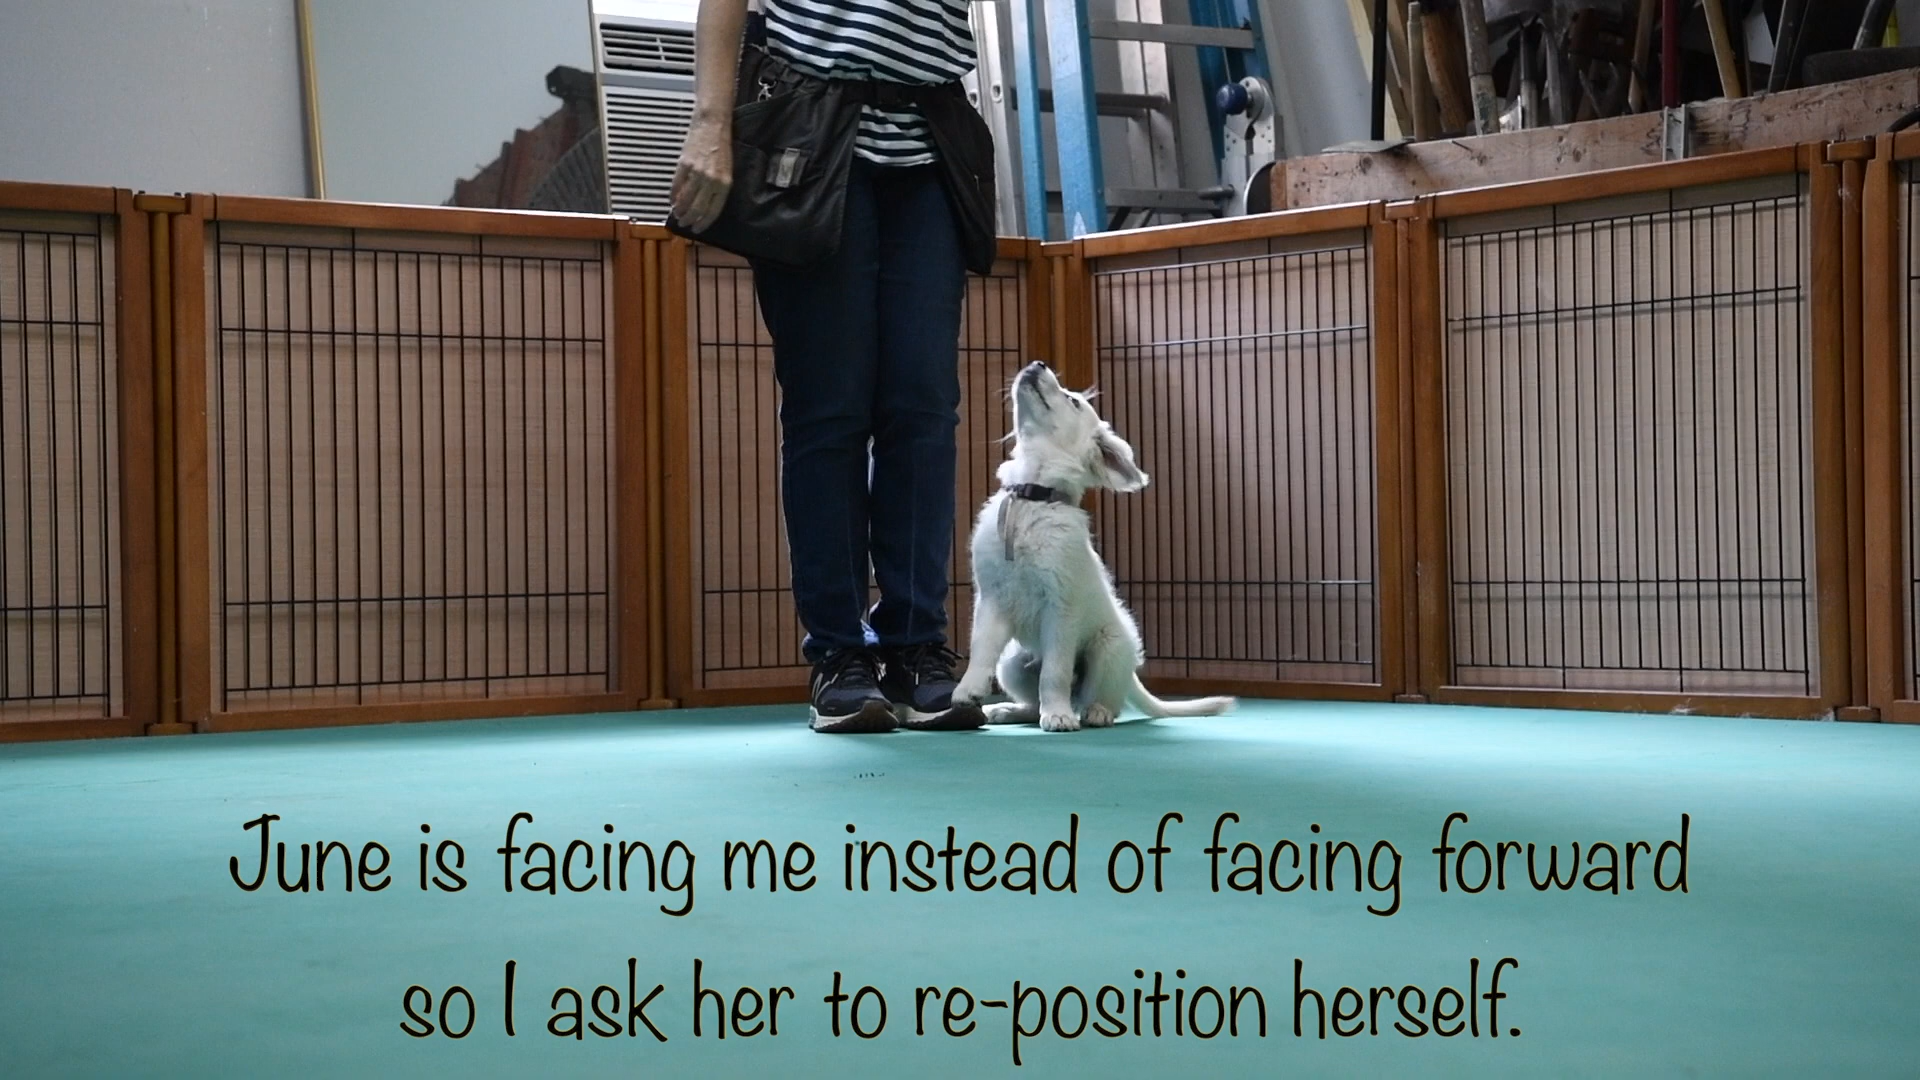 June is facing me instead of facing forward
so I ask her to re-position herself.